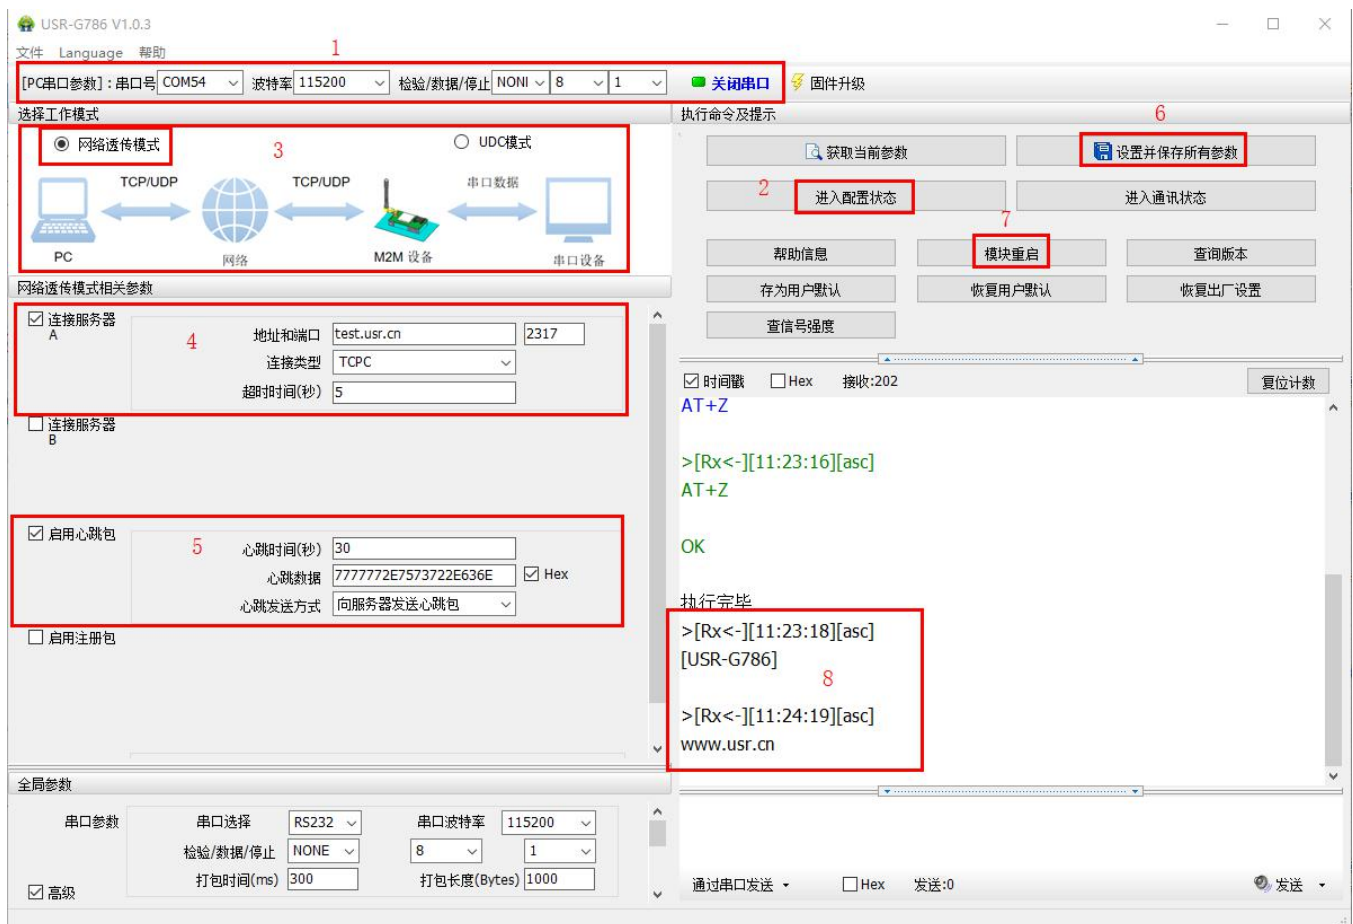 USR-G786 V1.0.3
文件 Language 帮助
1
[PC串口参数]：串口号 COM54 波特率 115200 检验/数据/停止 NONI 8 1 关闭串口 固件升级
选择工作模式
网络透传模式
3
UDC模式
TCP/UDP TCP/UDP 串口数据
PC 网络 M2M 设备 串口设备
网络透传模式相关参数
连接服务器
A
4
地址和端口 test.usr.cn 2317
连接类型 TCPC
超时时间(秒) 5
连接服务器
B
启用心跳包
5
心跳时间(秒) 30
心跳数据 7777772E7573722E636E Hex
心跳发送方式 向服务器发送心跳包
启用注册包
全局参数
串口参数 串口选择 RS232 串口波特率 115200
检验/数据/停止 NONE 8 1
打包时间(ms) 300 打包长度(Bytes) 1000
高级
执行命令及提示
6
获取当前参数 设置并保存所有参数
2
进入配置状态 进入通讯状态
7
帮助信息 模块重启 查询版本
存为用户默认 恢复用户默认 恢复出厂设置
查信号强度
时间戳 Hex 接收:202 复位计数
AT+Z
>[Rx<-][11:23:16][asc]
AT+Z
OK
执行完毕
>[Rx<-][11:23:18][asc]
[USR-G786]
8
>[Rx<-][11:24:19][asc]
www.usr.cn
通过串口发送 Hex 发送:0 发送